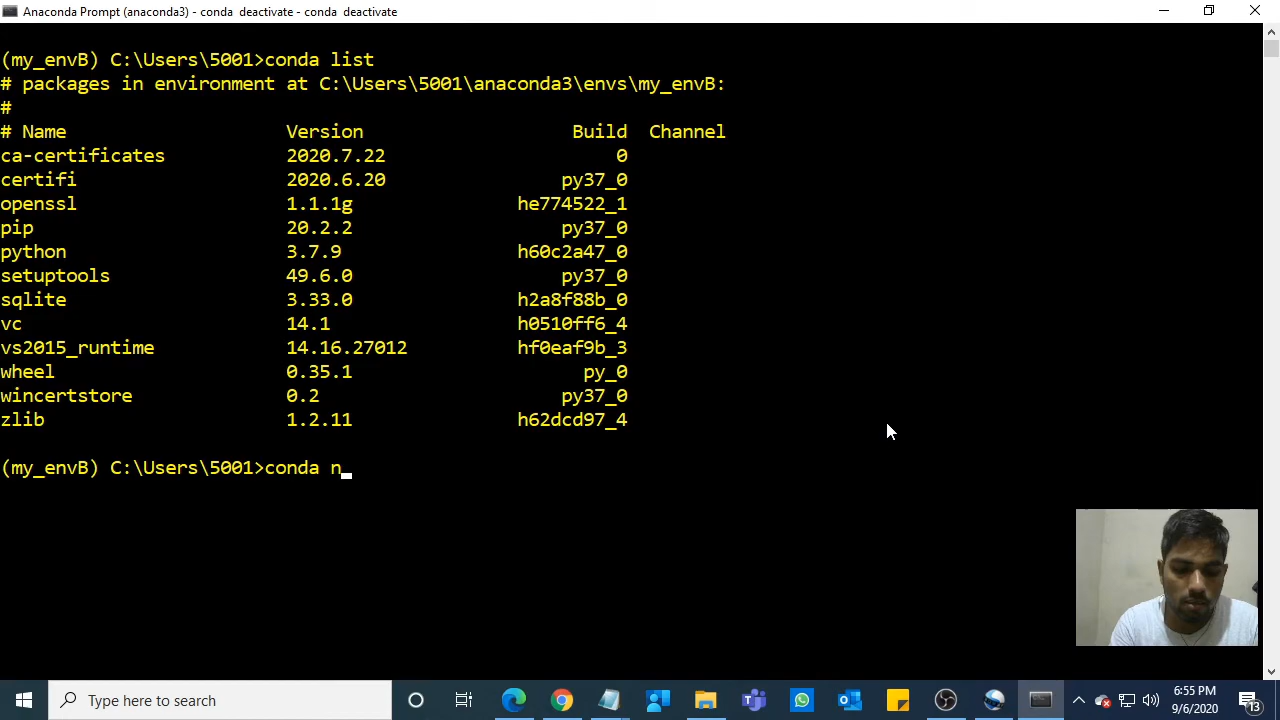 Anaconda Prompt (anaconda3) - conda deactivate - conda deactivate
(my_envB) C:\Users\5001>conda list
# packages in environment at C:\Users\5001\anaconda3\envs\my_envB:
#
# Name Version Build Channel
ca-certificates 2020.7.22 0
certifi 2020.6.20 py37_0
openssl 1.1.1g he774522_1
pip 20.2.2 py37_0
python 3.7.9 h60c2a47_0
setuptools 49.6.0 py37_0
sqlite 3.33.0 h2a8f88b_0
vc 14.1 h0510ff6_4
vs2015_runtime 14.16.27012 hf0eaf9b_3
wheel 0.35.1 py_0
wincertstore 0.2 py37_0
zlib 1.2.11 h62dcd97_4
(my_envB) C:\Users\5001>conda n
Type here to search
6:55 PM
9/6/2020
13